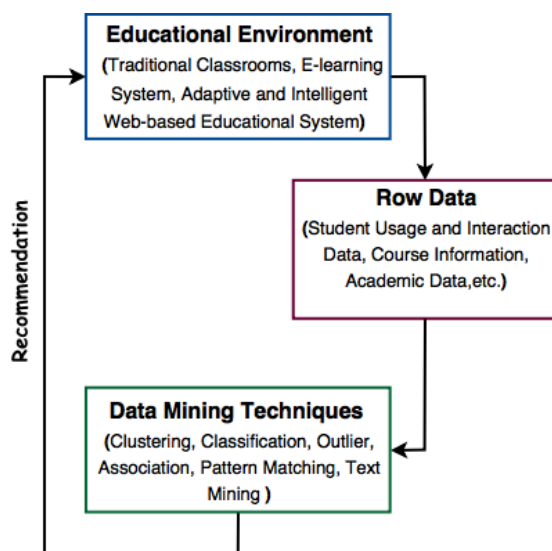 Educational Environment
(Traditional Classrooms, E-learning
System, Adaptive and Intelligent
Web-based Educational System)
Recommendation
Row Data
(Student Usage and Interaction
Data, Course Information,
Academic Data,etc.)
Data Mining Techniques
(Clustering, Classification, Outlier,
Association, Pattern Matching, Text
Mining )